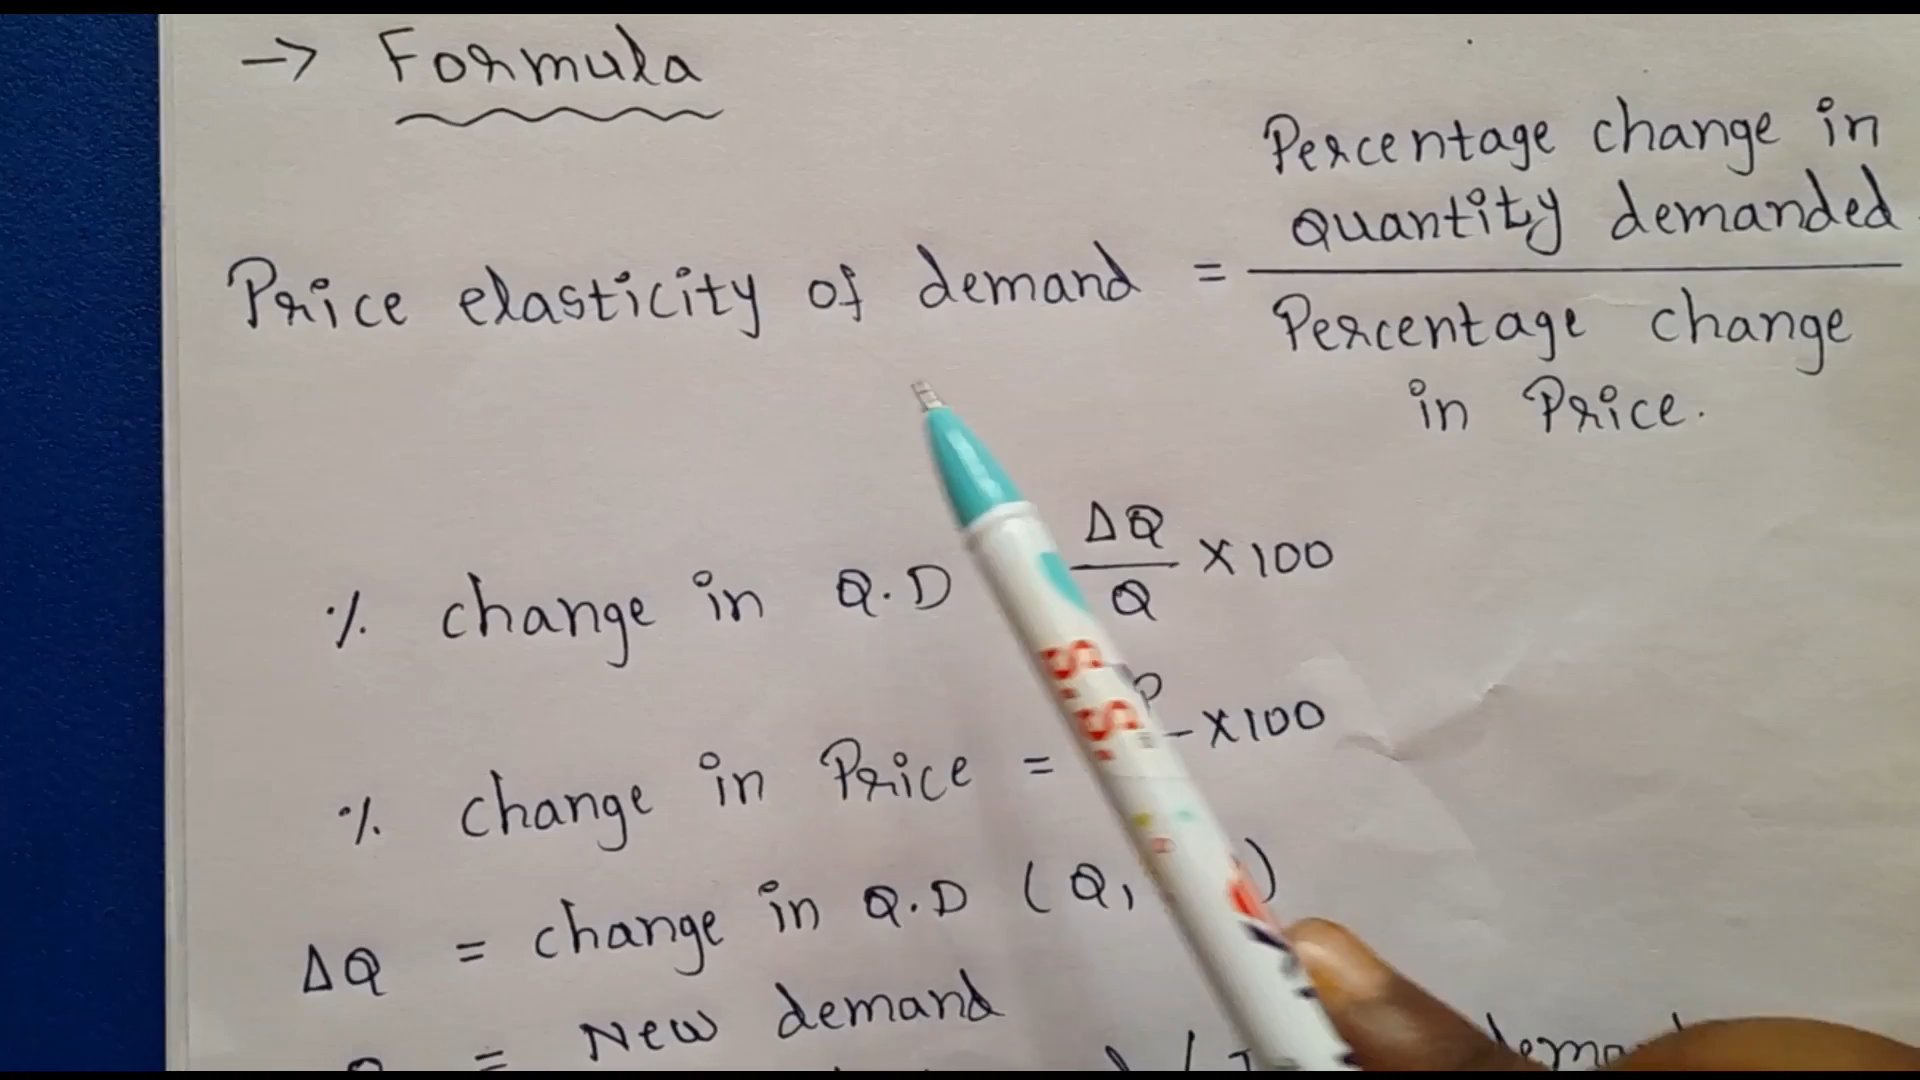 → Formula
Price elasticity of demand = Percentage change in quantity demanded
Percentage change
in Price.
% change in Q.D ΔQ/Q ×100
% change in Price = P ×100
ΔQ = change in Q.D (Q, )
= New demand